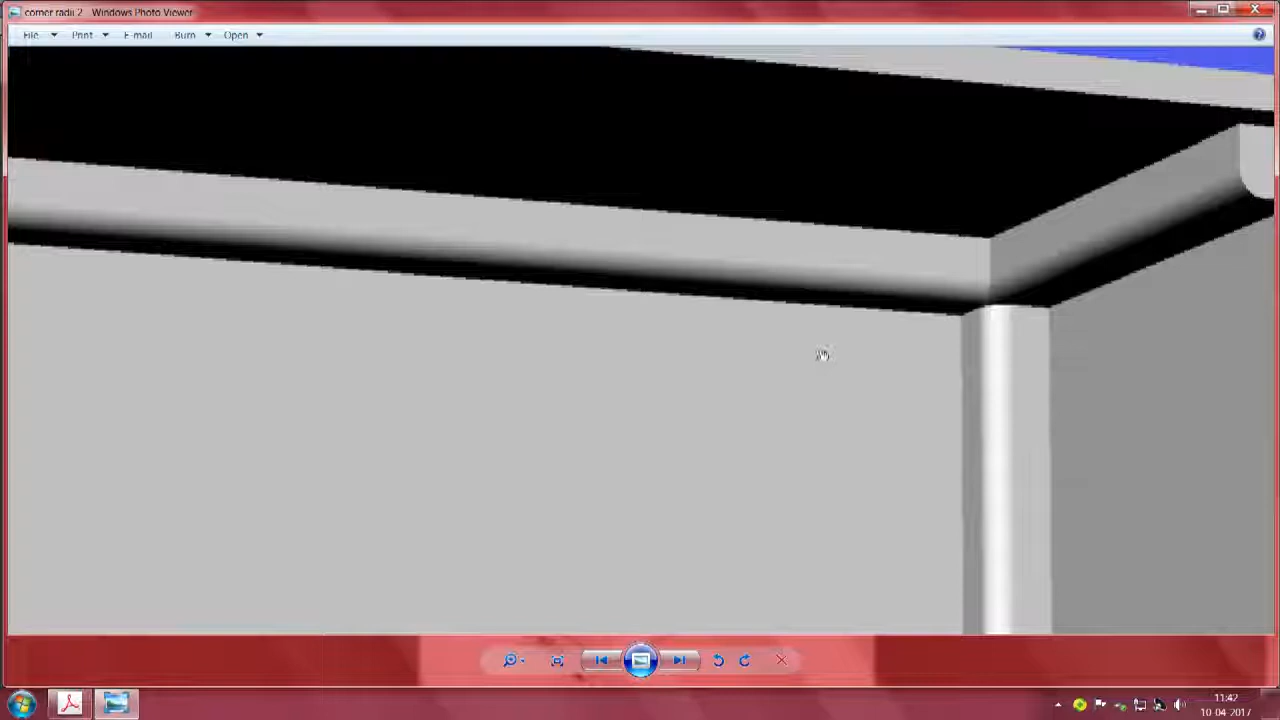 corner radii 2 - Windows Photo Viewer
File Print E-mail Burn Open
11:42
10-04-2017